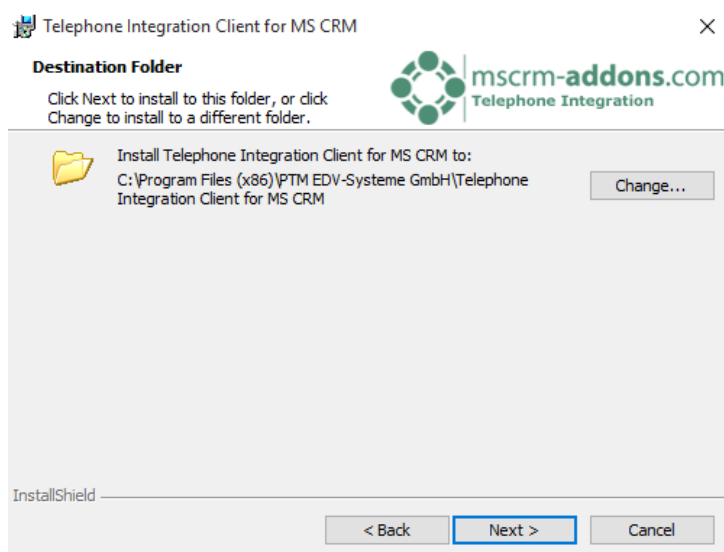 Telephone Integration Client for MS CRM
Destination Folder
Click Next to install to this folder, or click
Change to install to a different folder.
mscrm-addons.com
Telephone Integration
Install Telephone Integration Client for MS CRM to:
C:\Program Files (x86)\PTM EDV-Systeme GmbH\Telephone
Integration Client for MS CRM
Change...
InstallShield
< Back
Next >
Cancel